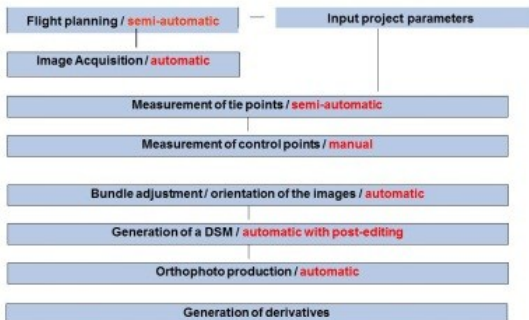 Flight planning / semi-automatic
Input project parameters
Image Acquisition / automatic
Measurement of tie points / semi-automatic
Measurement of control points / manual
Bundle adjustment / orientation of the images / automatic
Generation of a DSM / automatic with post-editing
Orthophoto production / automatic
Generation of derivatives